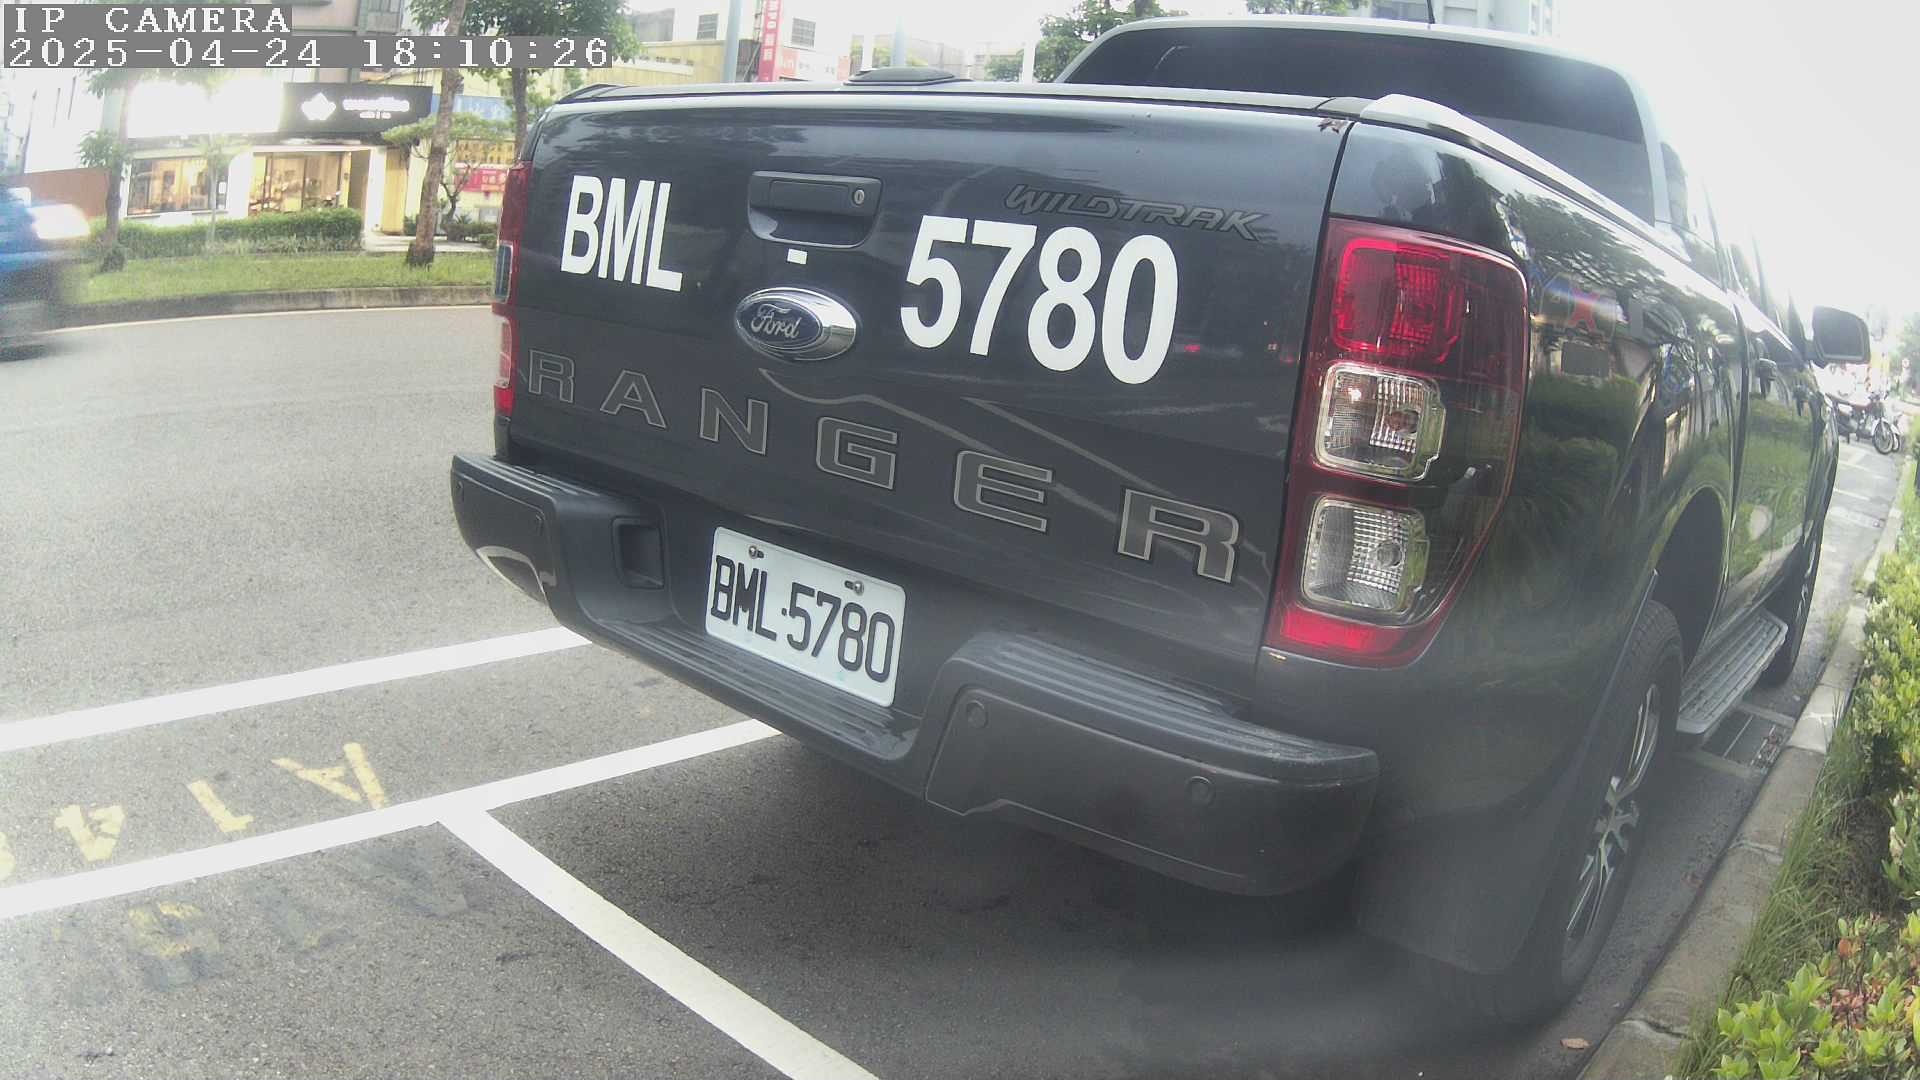 IP CAMERA
2025-04-24 18:10:26
WILDTRAK
BML - 5780
Ford
RANGER
BML·5780